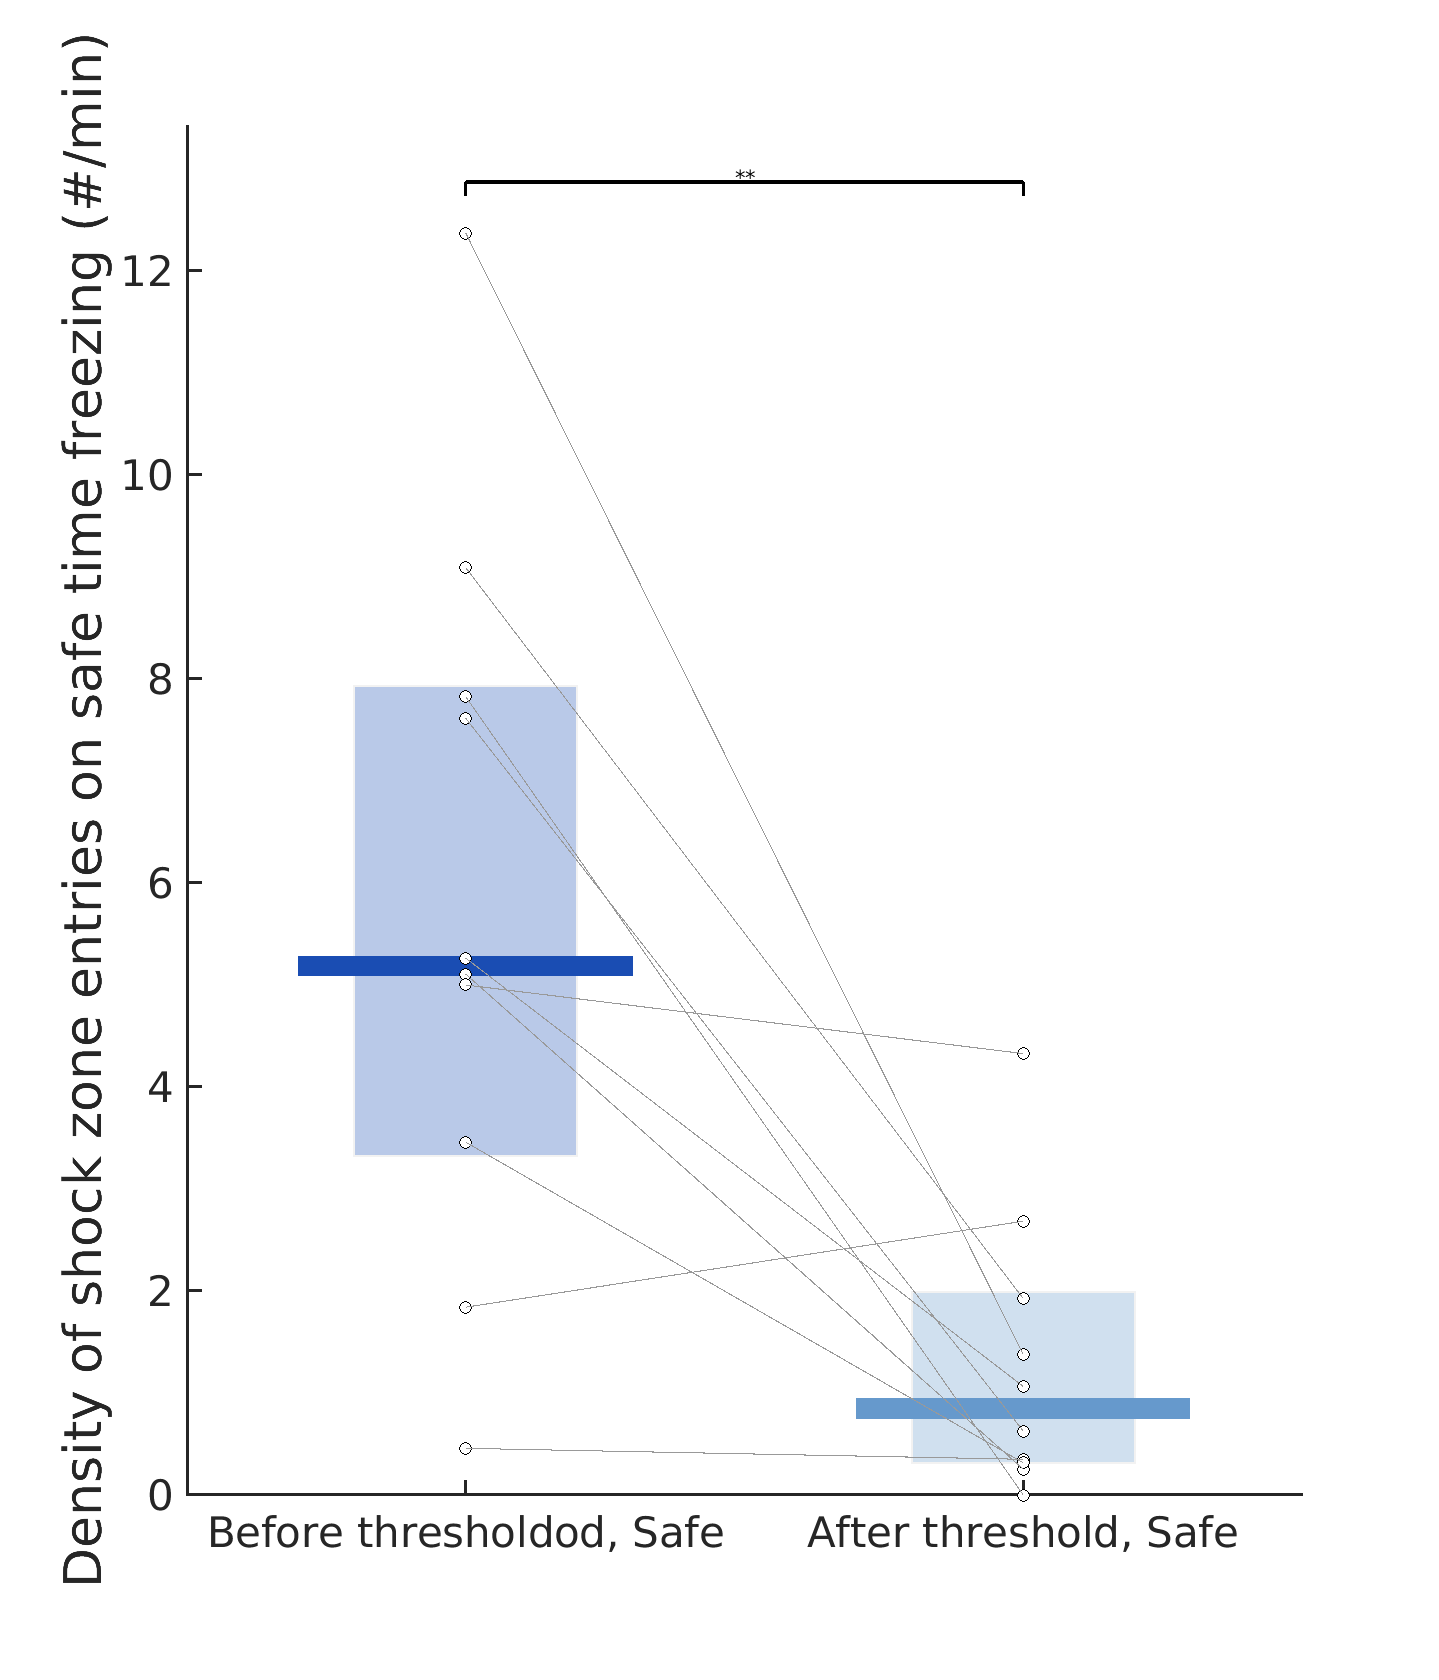 Density of shock zone entries on safe time freezing (#/min)
**
12
10
8
6
4
2
0
Before thresholdod, Safe
After threshold, Safe